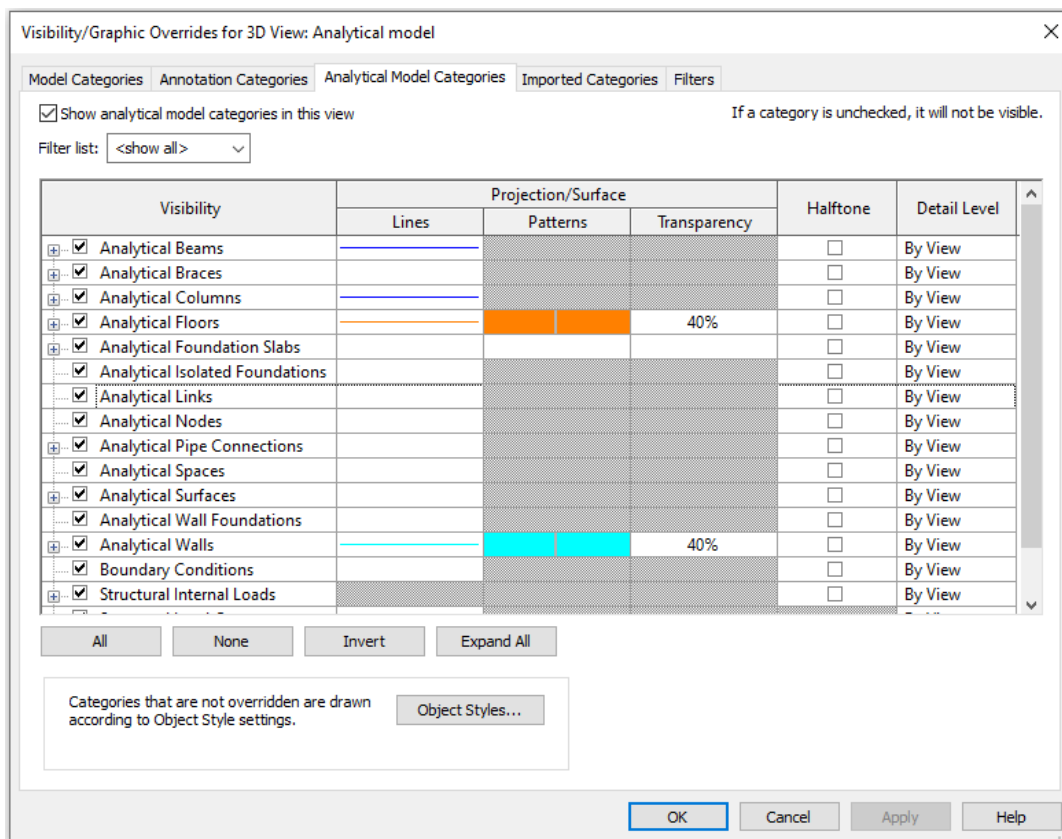 Visibility/Graphic Overrides for 3D View: Analytical model
Model Categories Annotation Categories Analytical Model Categories Imported Categories Filters
Show analytical model categories in this view
If a category is unchecked, it will not be visible.
Filter list: <show all>
Visibility Projection/Surface Halftone Detail Level
Lines Patterns Transparency
Analytical Beams By View
Analytical Braces By View
Analytical Columns By View
Analytical Floors 40% By View
Analytical Foundation Slabs By View
Analytical Isolated Foundations By View
Analytical Links By View
Analytical Nodes By View
Analytical Pipe Connections By View
Analytical Spaces By View
Analytical Surfaces By View
Analytical Wall Foundations By View
Analytical Walls 40% By View
Boundary Conditions By View
Structural Internal Loads By View
All None Invert Expand All
Categories that are not overridden are drawn
according to Object Style settings.
Object Styles...
OK Cancel Apply Help